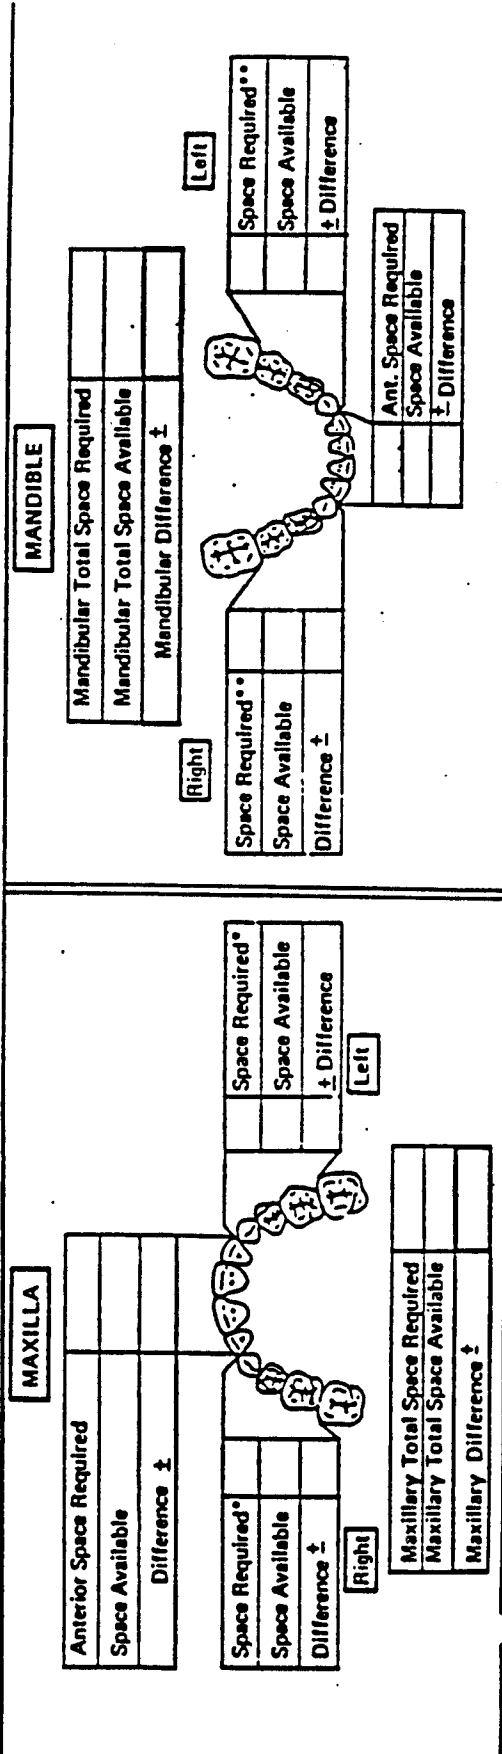 MAXILLA
Anterior Space Required
Space Available
Difference ±
Space Required*
Space Available
Difference ±
Right
Space Required*
Space Available
± Difference
Left
Maxillary Total Space Required
Maxillary Total Space Available
Maxillary Difference ±
MANDIBLE
Mandibular Total Space Required
Mandibular Total Space Available
Mandibular Difference ±
Right
Space Required**
Space Available
Difference ±
Left
Space Required**
Space Available
± Difference
Ant. Space Required
Space Available
± Difference